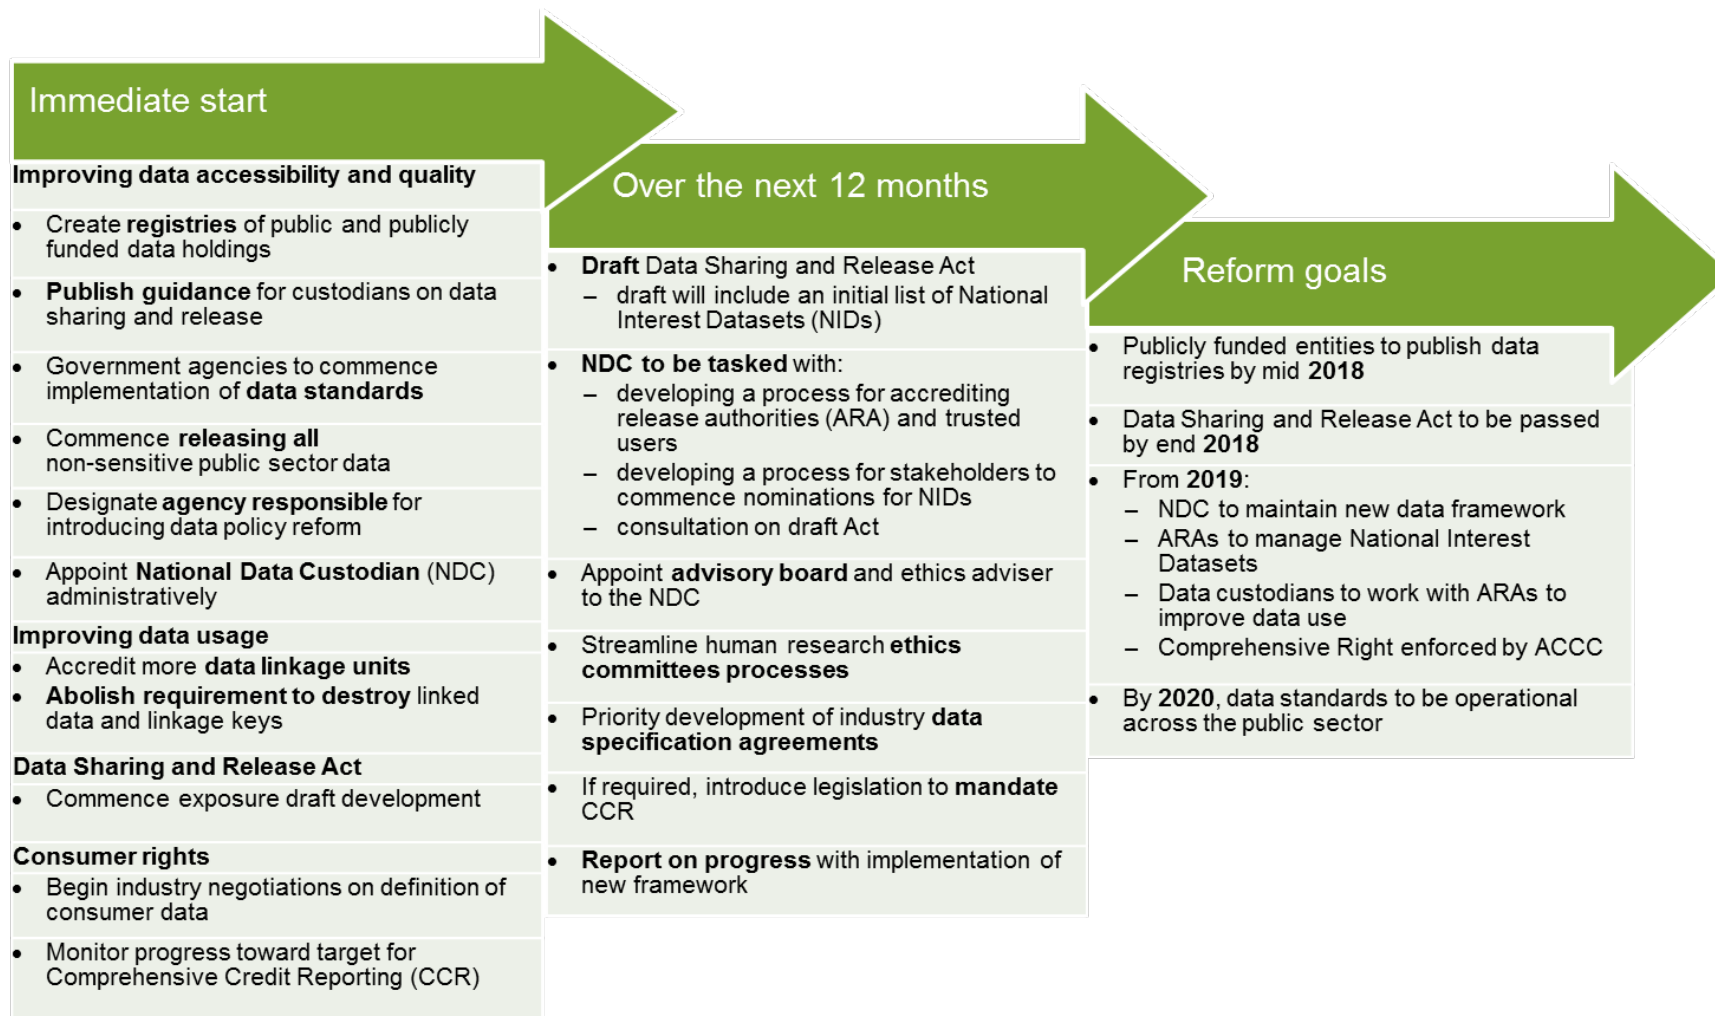 Immediate start
Improving data accessibility and quality
• Create registries of public and publicly
funded data holdings
• Publish guidance for custodians on data
sharing and release
• Government agencies to commence
implementation of data standards
• Commence releasing all
non-sensitive public sector data
• Designate agency responsible for
introducing data policy reform
• Appoint National Data Custodian (NDC)
administratively
Improving data usage
• Accredit more data linkage units
• Abolish requirement to destroy linked
data and linkage keys
Data Sharing and Release Act
• Commence exposure draft development
Consumer rights
• Begin industry negotiations on definition of
consumer data
• Monitor progress toward target for
Comprehensive Credit Reporting (CCR)
Over the next 12 months
• Draft Data Sharing and Release Act
– draft will include an initial list of National
Interest Datasets (NIDs)
• NDC to be tasked with:
– developing a process for accrediting
release authorities (ARA) and trusted
users
– developing a process for stakeholders to
commence nominations for NIDs
– consultation on draft Act
• Appoint advisory board and ethics adviser
to the NDC
• Streamline human research ethics
committees processes
• Priority development of industry data
specification agreements
• If required, introduce legislation to mandate
CCR
• Report on progress with implementation of
new framework
Reform goals
• Publicly funded entities to publish data
registries by mid 2018
• Data Sharing and Release Act to be passed
by end 2018
• From 2019:
– NDC to maintain new data framework
– ARAs to manage National Interest
Datasets
– Data custodians to work with ARAs to
improve data use
– Comprehensive Right enforced by ACCC
• By 2020, data standards to be operational
across the public sector